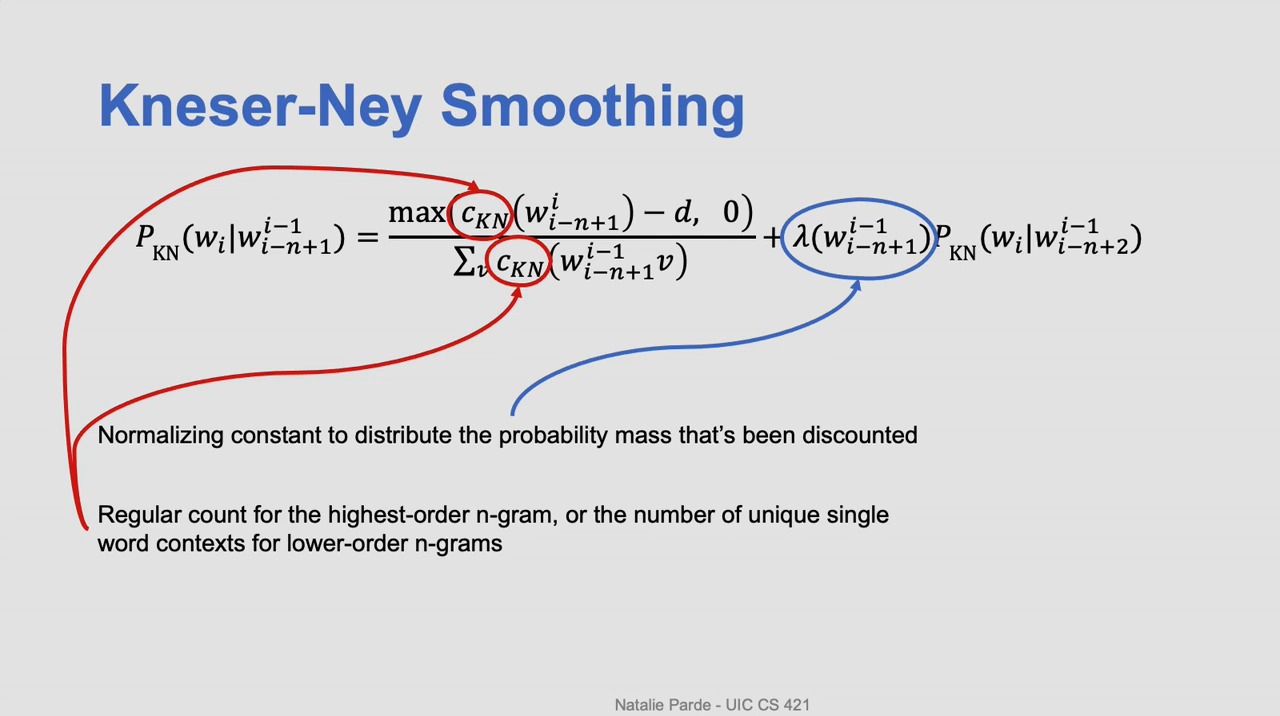 Kneser-Ney Smoothing
P_KN(w_i|w_{i-n+1}^{i-1}) = \frac{max(c_KN(w_{i-n+1}^{i}) − d, 0)}{∑_v c_KN(w_{i-n+1}^{i-1}v)} + λ(w_{i-n+1}^{i-1})P_KN(w_i|w_{i-n+2}^{i-1})
Normalizing constant to distribute the probability mass that’s been discounted
Regular count for the highest-order n-gram, or the number of unique single
word contexts for lower-order n-grams
Natalie Parde - UIC CS 421